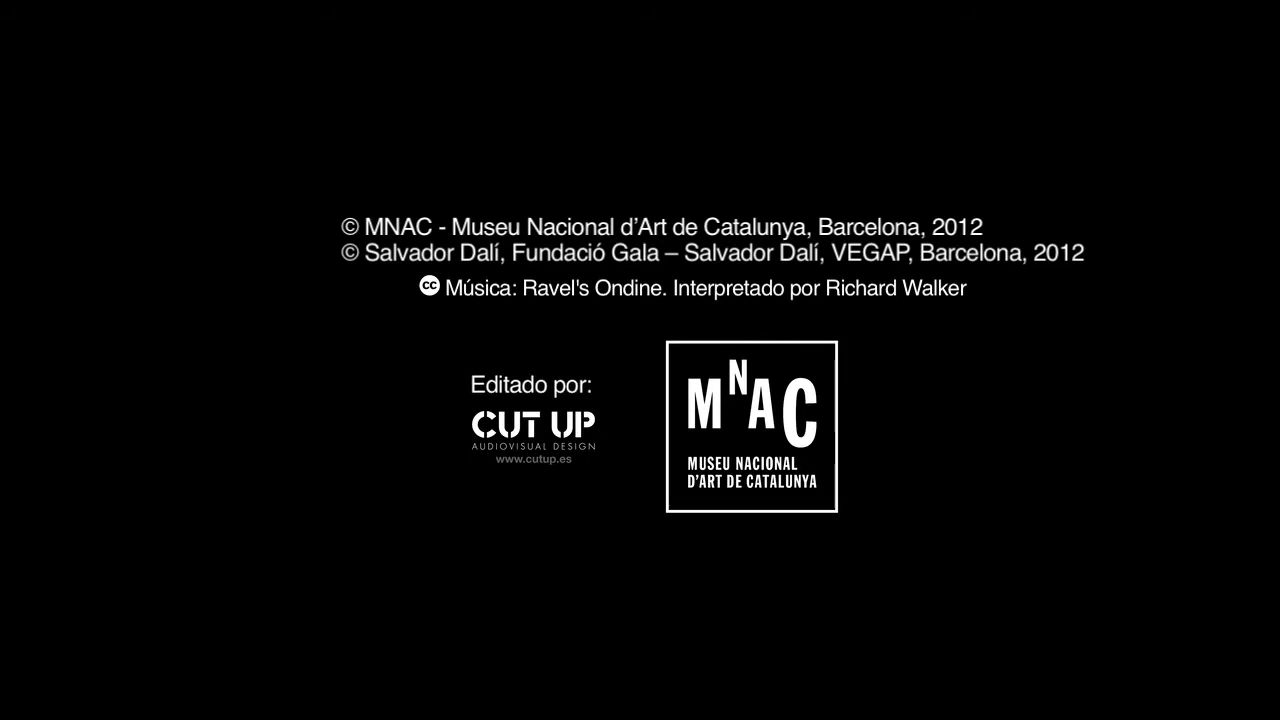 © MNAC - Museu Nacional d’Art de Catalunya, Barcelona, 2012
© Salvador Dalí, Fundació Gala – Salvador Dalí, VEGAP, Barcelona, 2012
cc Música: Ravel's Ondine. Interpretado por Richard Walker
Editado por:
CUT UP
AUDIOVISUAL DESIGN
www.cutup.es
MNAC
MUSEU NACIONAL
D’ART DE CATALUNYA